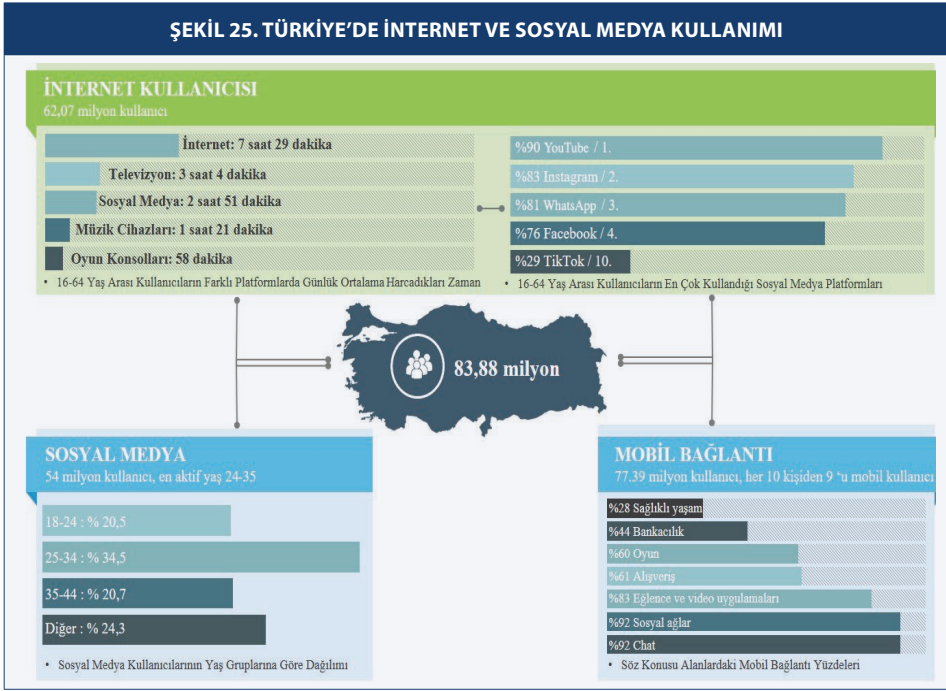 ŞEKİL 25. TÜRKİYE’DE İNTERNET VE SOSYAL MEDYA KULLANIMI
İNTERNET KULLANICISI
62,07 milyon kullanıcı
İnternet: 7 saat 29 dakika
Televizyon: 3 saat 4 dakika
Sosyal Medya: 2 saat 51 dakika
Müzik Cihazları: 1 saat 21 dakika
Oyun Konsolları: 58 dakika
• 16-64 Yaş Arası Kullanıcıların Farklı Platformlarda Günlük Ortalama Harcadıkları Zaman
%90 YouTube / 1.
%83 Instagram / 2.
%81 WhatsApp / 3.
%76 Facebook / 4.
%29 TikTok / 10.
• 16-64 Yaş Arası Kullanıcıların En Çok Kullandığı Sosyal Medya Platformları
83,88 milyon
SOSYAL MEDYA
54 milyon kullanıcı, en aktif yaş 24-35
18-24 : % 20,5
25-34 : % 34,5
35-44 : % 20,7
Diğer : % 24,3
• Sosyal Medya Kullanıcılarının Yaş Gruplarına Göre Dağılımı
MOBİL BAĞLANTI
77.39 milyon kullanıcı, her 10 kişiden 9 ‘u mobil kullanıcı
%28 Sağlıklı yaşam
%44 Bankacılık
%60 Oyun
%61 Alışveriş
%83 Eğlence ve video uygulamaları
%92 Sosyal ağlar
%92 Chat
• Söz Konusu Alanlardaki Mobil Bağlantı Yüzdeleri